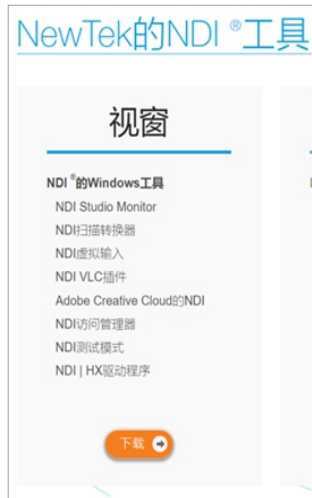 NewTek的NDI ®工具
视窗
NDI ®的Windows工具
NDI Studio Monitor
NDI扫描转换器
NDI虚拟输入
NDI VLC插件
Adobe Creative Cloud的NDI
NDI访问管理器
NDI测试模式
NDI | HX驱动程序
下载